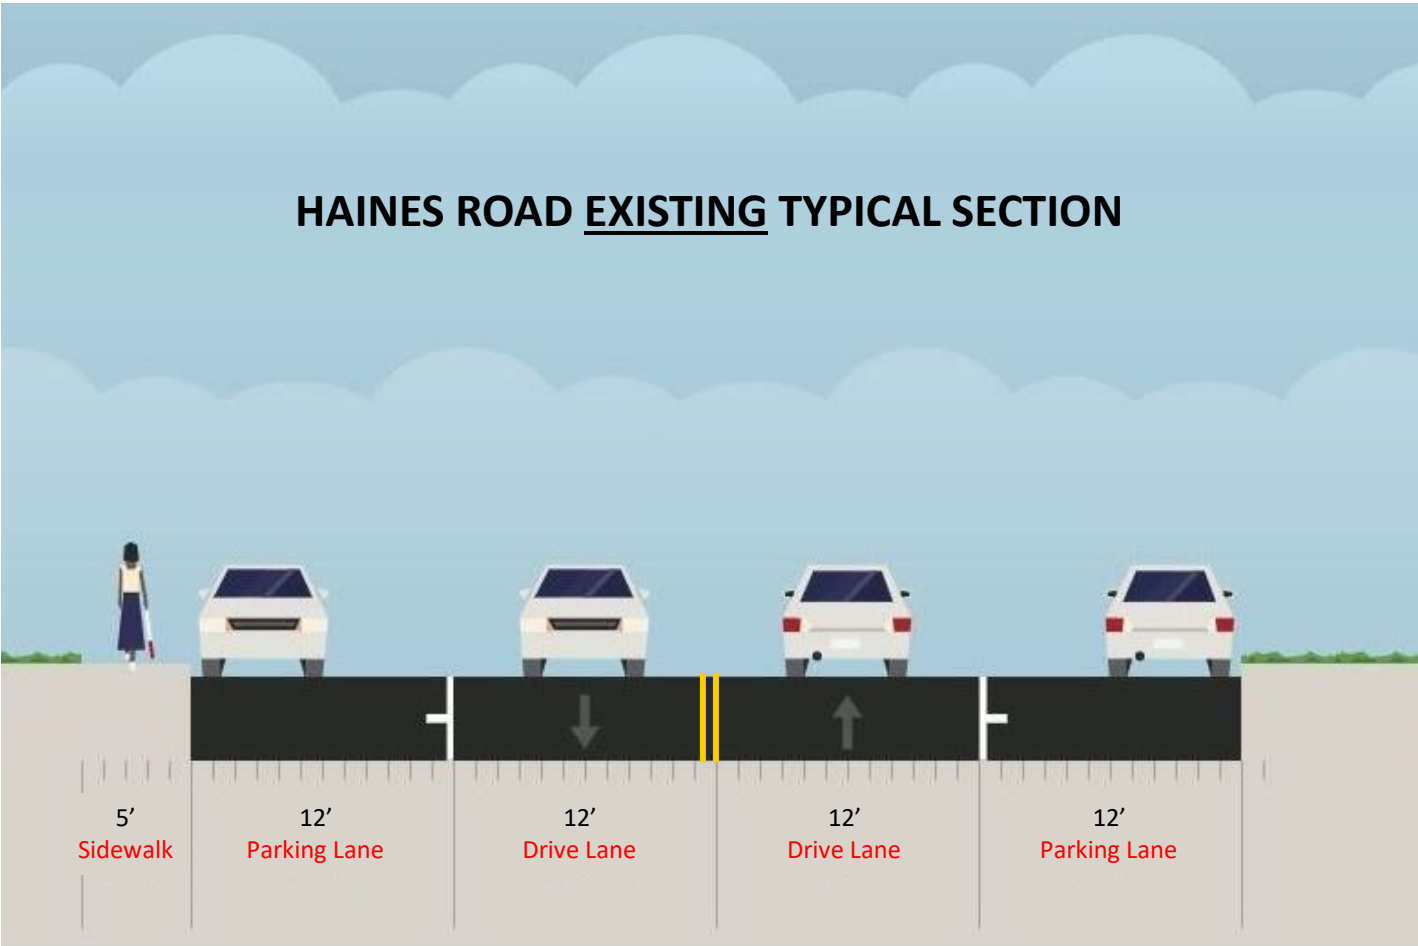 HAINES ROAD EXISTING TYPICAL SECTION
5’ 12’ 12’ 12’ 12’
Sidewalk Parking Lane Drive Lane Drive Lane Parking Lane